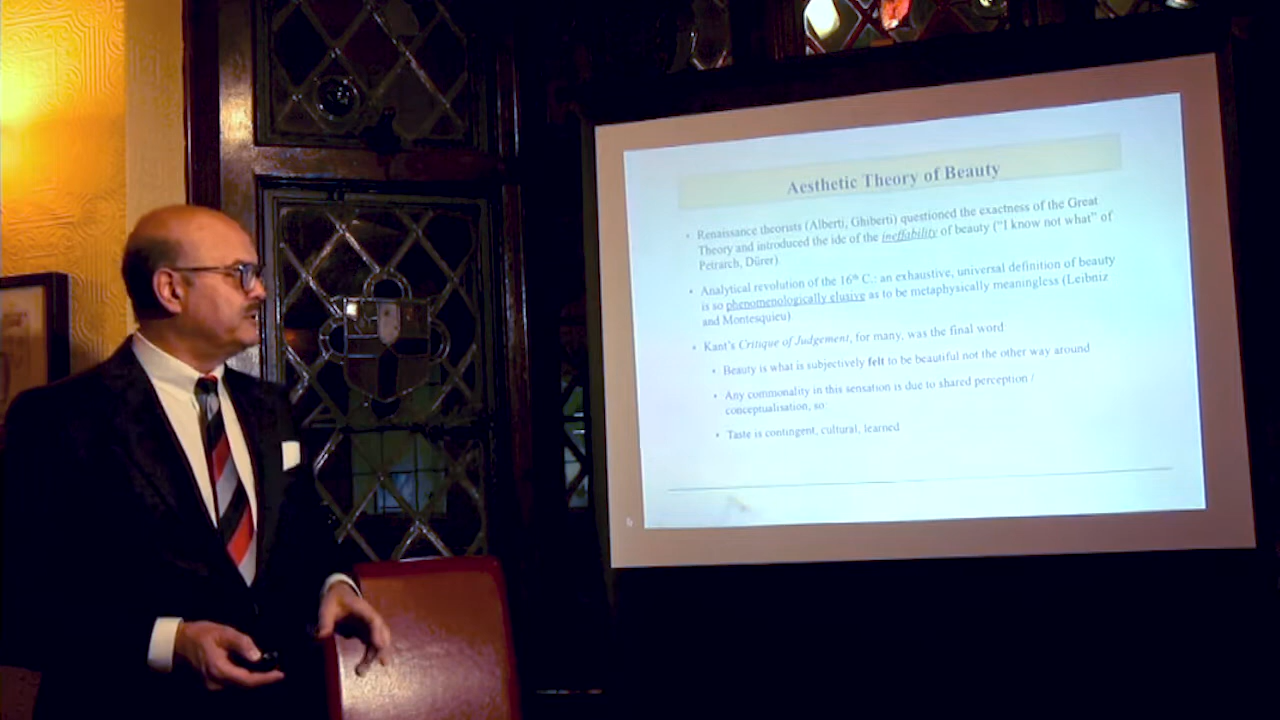 Aesthetic Theory of Beauty
• Renaissance theorists (Alberti, Ghiberti) questioned the exactness of the Great
Theory and introduced the ide of the ineffability of beauty (“I know not what” of
Petrarch, Dürer).
• Analytical revolution of the 16th C.: an exhaustive, universal definition of beauty
is so phenomenologically elusive as to be metaphysically meaningless (Leibniz
and Montesquieu)
• Kant's Critique of Judgement, for many, was the final word
• Beauty is what is subjectively felt to be beautiful not the other way around
• Any commonality in this sensation is due to shared perception /
conceptualisation, so:
• Taste is contingent, cultural, learned